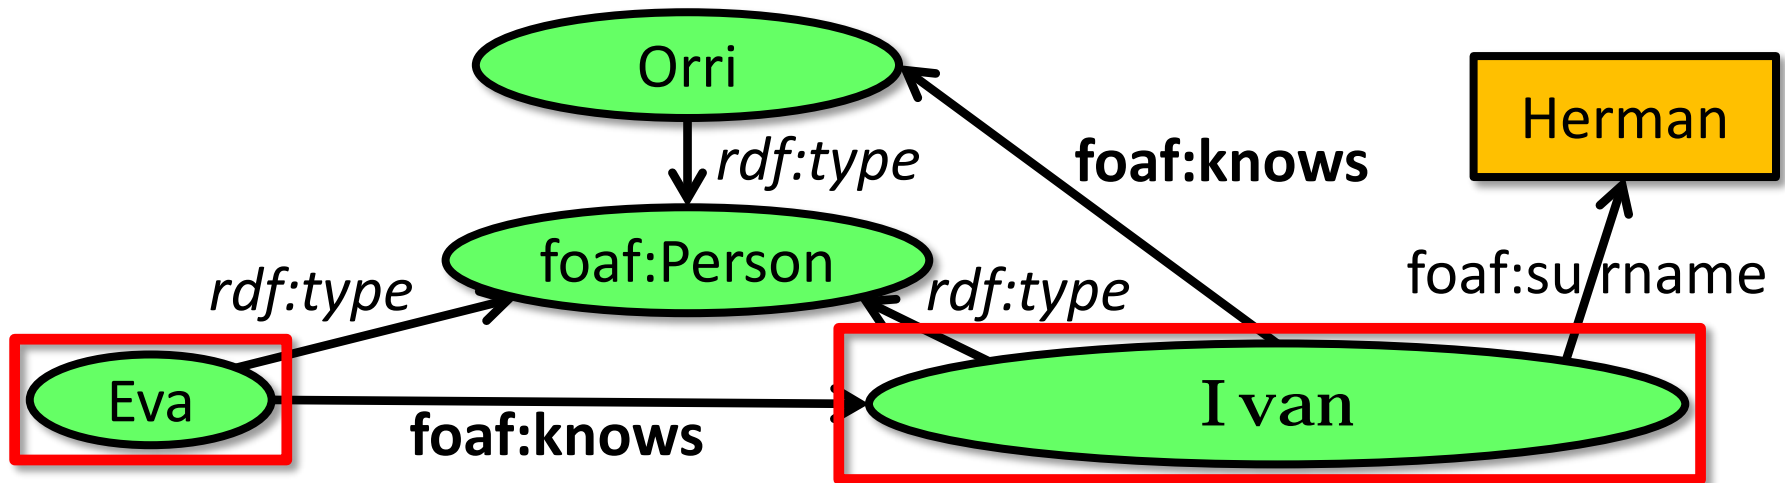 Orri
Herman
rdf:type
foaf:knows
foaf:Person
rdf:type
rdf:type
foaf:surname
Eva
foaf:knows
Ivan